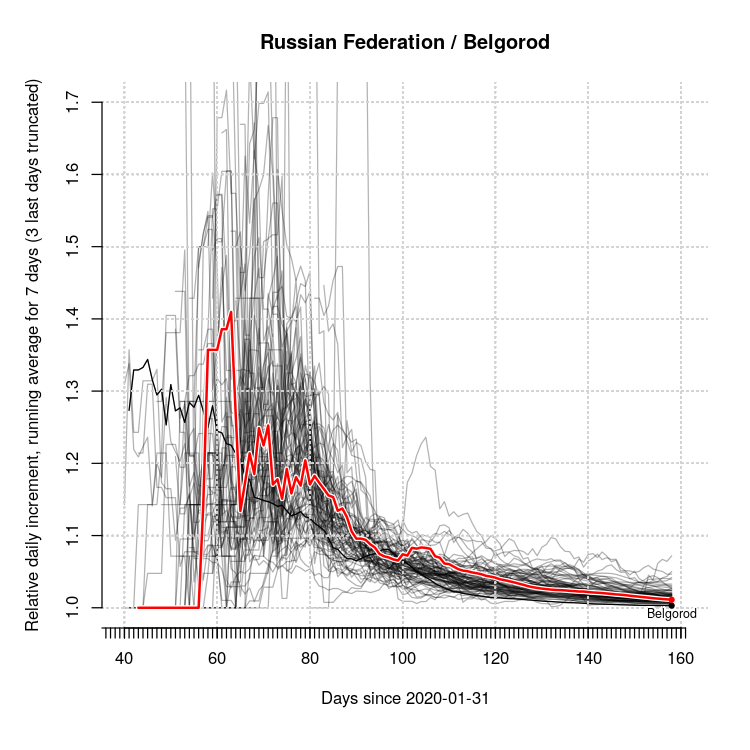 Russian Federation / Belgorod
Relative daily increment, running average for 7 days (3 last days truncated)
1.7
1.6
1.5
1.4
1.3
1.2
1.1
1.0
Belgorod
40 60 80 100 120 140 160
Days since 2020-01-31